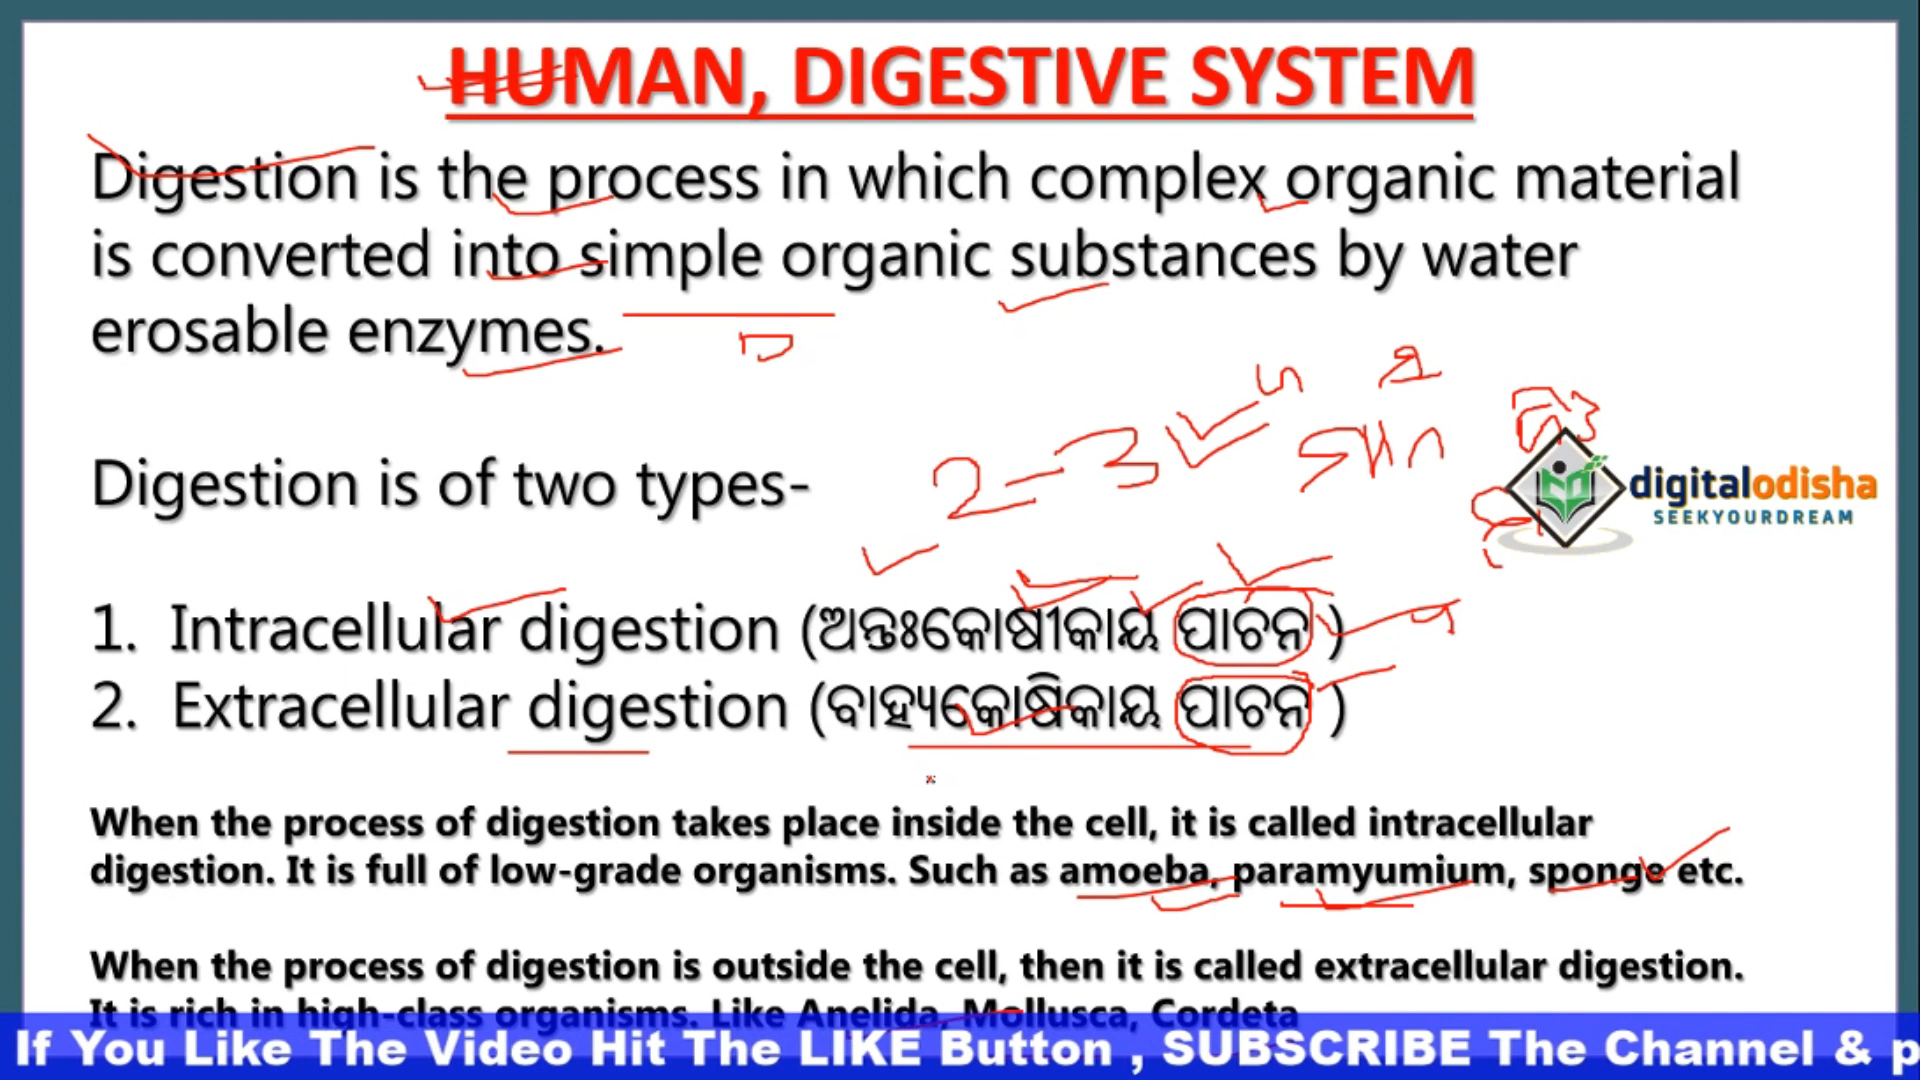 HUMAN, DIGESTIVE SYSTEM
Digestion is the process in which complex organic material
is converted into simple organic substances by water
erosable enzymes.
2 = 3
Digestion is of two types-
digitalodisha
SEEKYOURDREAM
1. Intracellular digestion (ଅନ୍ତଃକୋଷୀକାୟ ପାଚନ )
2. Extracellular digestion (ବାହ୍ୟକୋଷିକାୟ ପାଚନ )
When the process of digestion takes place inside the cell, it is called intracellular
digestion. It is full of low-grade organisms. Such as amoeba, paramyumium, sponge etc.
When the process of digestion is outside the cell, then it is called extracellular digestion.
It is rich in high-class organisms. Like Anelida, Mollusca, Cordeta
If You Like The Video Hit The LIKE Button , SUBSCRIBE The Channel & p